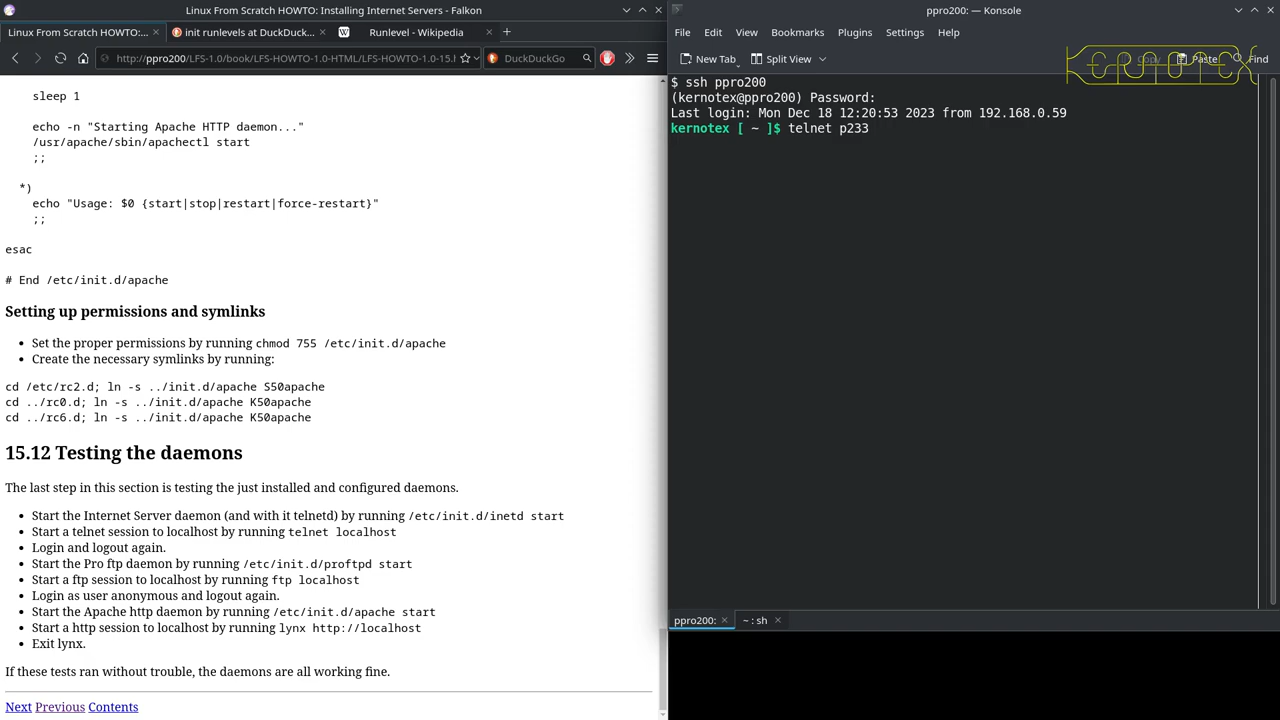 Linux From Scratch HOWTO: Installing Internet Servers - Falkon
Linux From Scratch HOWTO:...
init runlevels at DuckDuck...
Runlevel - Wikipedia
http://ppro200/LFS-1.0/book/LFS-HOWTO-1.0-HTML/LFS-HOWTO-1.0-15.
DuckDuckGo
sleep 1
echo -n "Starting Apache HTTP daemon..."
/usr/apache/sbin/apachectl start
;;
*)
echo "Usage: $0 {start|stop|restart|force-restart}"
;;
esac
# End /etc/init.d/apache
Setting up permissions and symlinks
• Set the proper permissions by running chmod 755 /etc/init.d/apache
• Create the necessary symlinks by running:
cd /etc/rc2.d; ln -s ../init.d/apache S50apache
cd ../rc0.d; ln -s ../init.d/apache K50apache
cd ../rc6.d; ln -s ../init.d/apache K50apache
15.12 Testing the daemons
The last step in this section is testing the just installed and configured daemons.
• Start the Internet Server daemon (and with it telnetd) by running /etc/init.d/inetd start
• Start a telnet session to localhost by running telnet localhost
• Login and logout again.
• Start the Pro ftp daemon by running /etc/init.d/proftpd start
• Start a ftp session to localhost by running ftp localhost
• Login as user anonymous and logout again.
• Start the Apache http daemon by running /etc/init.d/apache start
• Start a http session to localhost by running lynx http://localhost
• Exit lynx.
If these tests ran without trouble, the daemons are all working fine.
Next Previous Contents
ppro200: — Konsole
File Edit View Bookmarks Plugins Settings Help
New Tab Split View Copy Paste Find
KERNOTEX
$ ssh ppro200
(kernotex@ppro200) Password:
Last login: Mon Dec 18 12:20:53 2023 from 192.168.0.59
kernotex [ ~ ]$ telnet p233
ppro200:
~ : sh